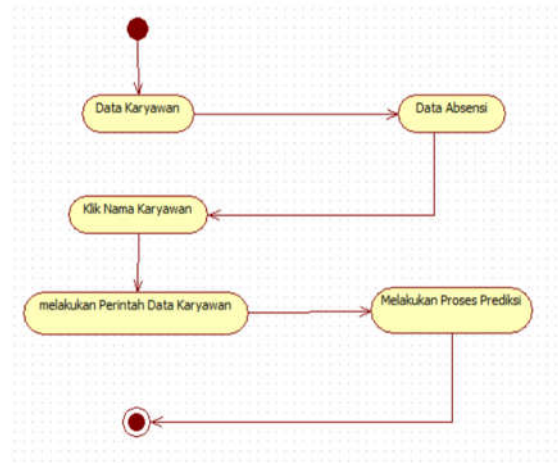 Data Karyawan
Data Absensi
Klik Nama Karyawan
melakukan Perintah Data Karyawan
Melakukan Proses Prediksi